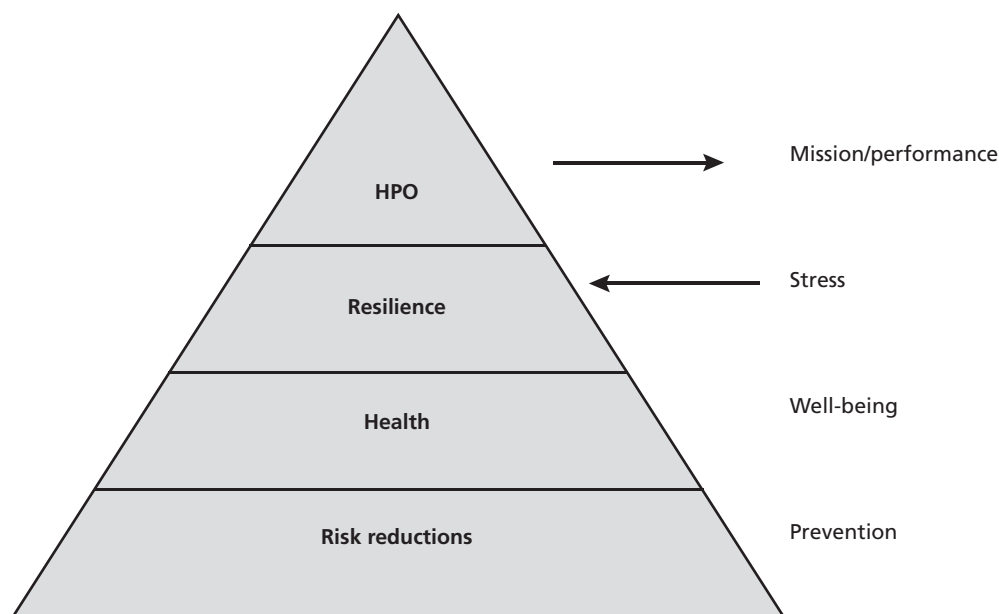 Mission/performance
HPO
Stress
Resilience
Well-being
Health
Prevention
Risk reductions